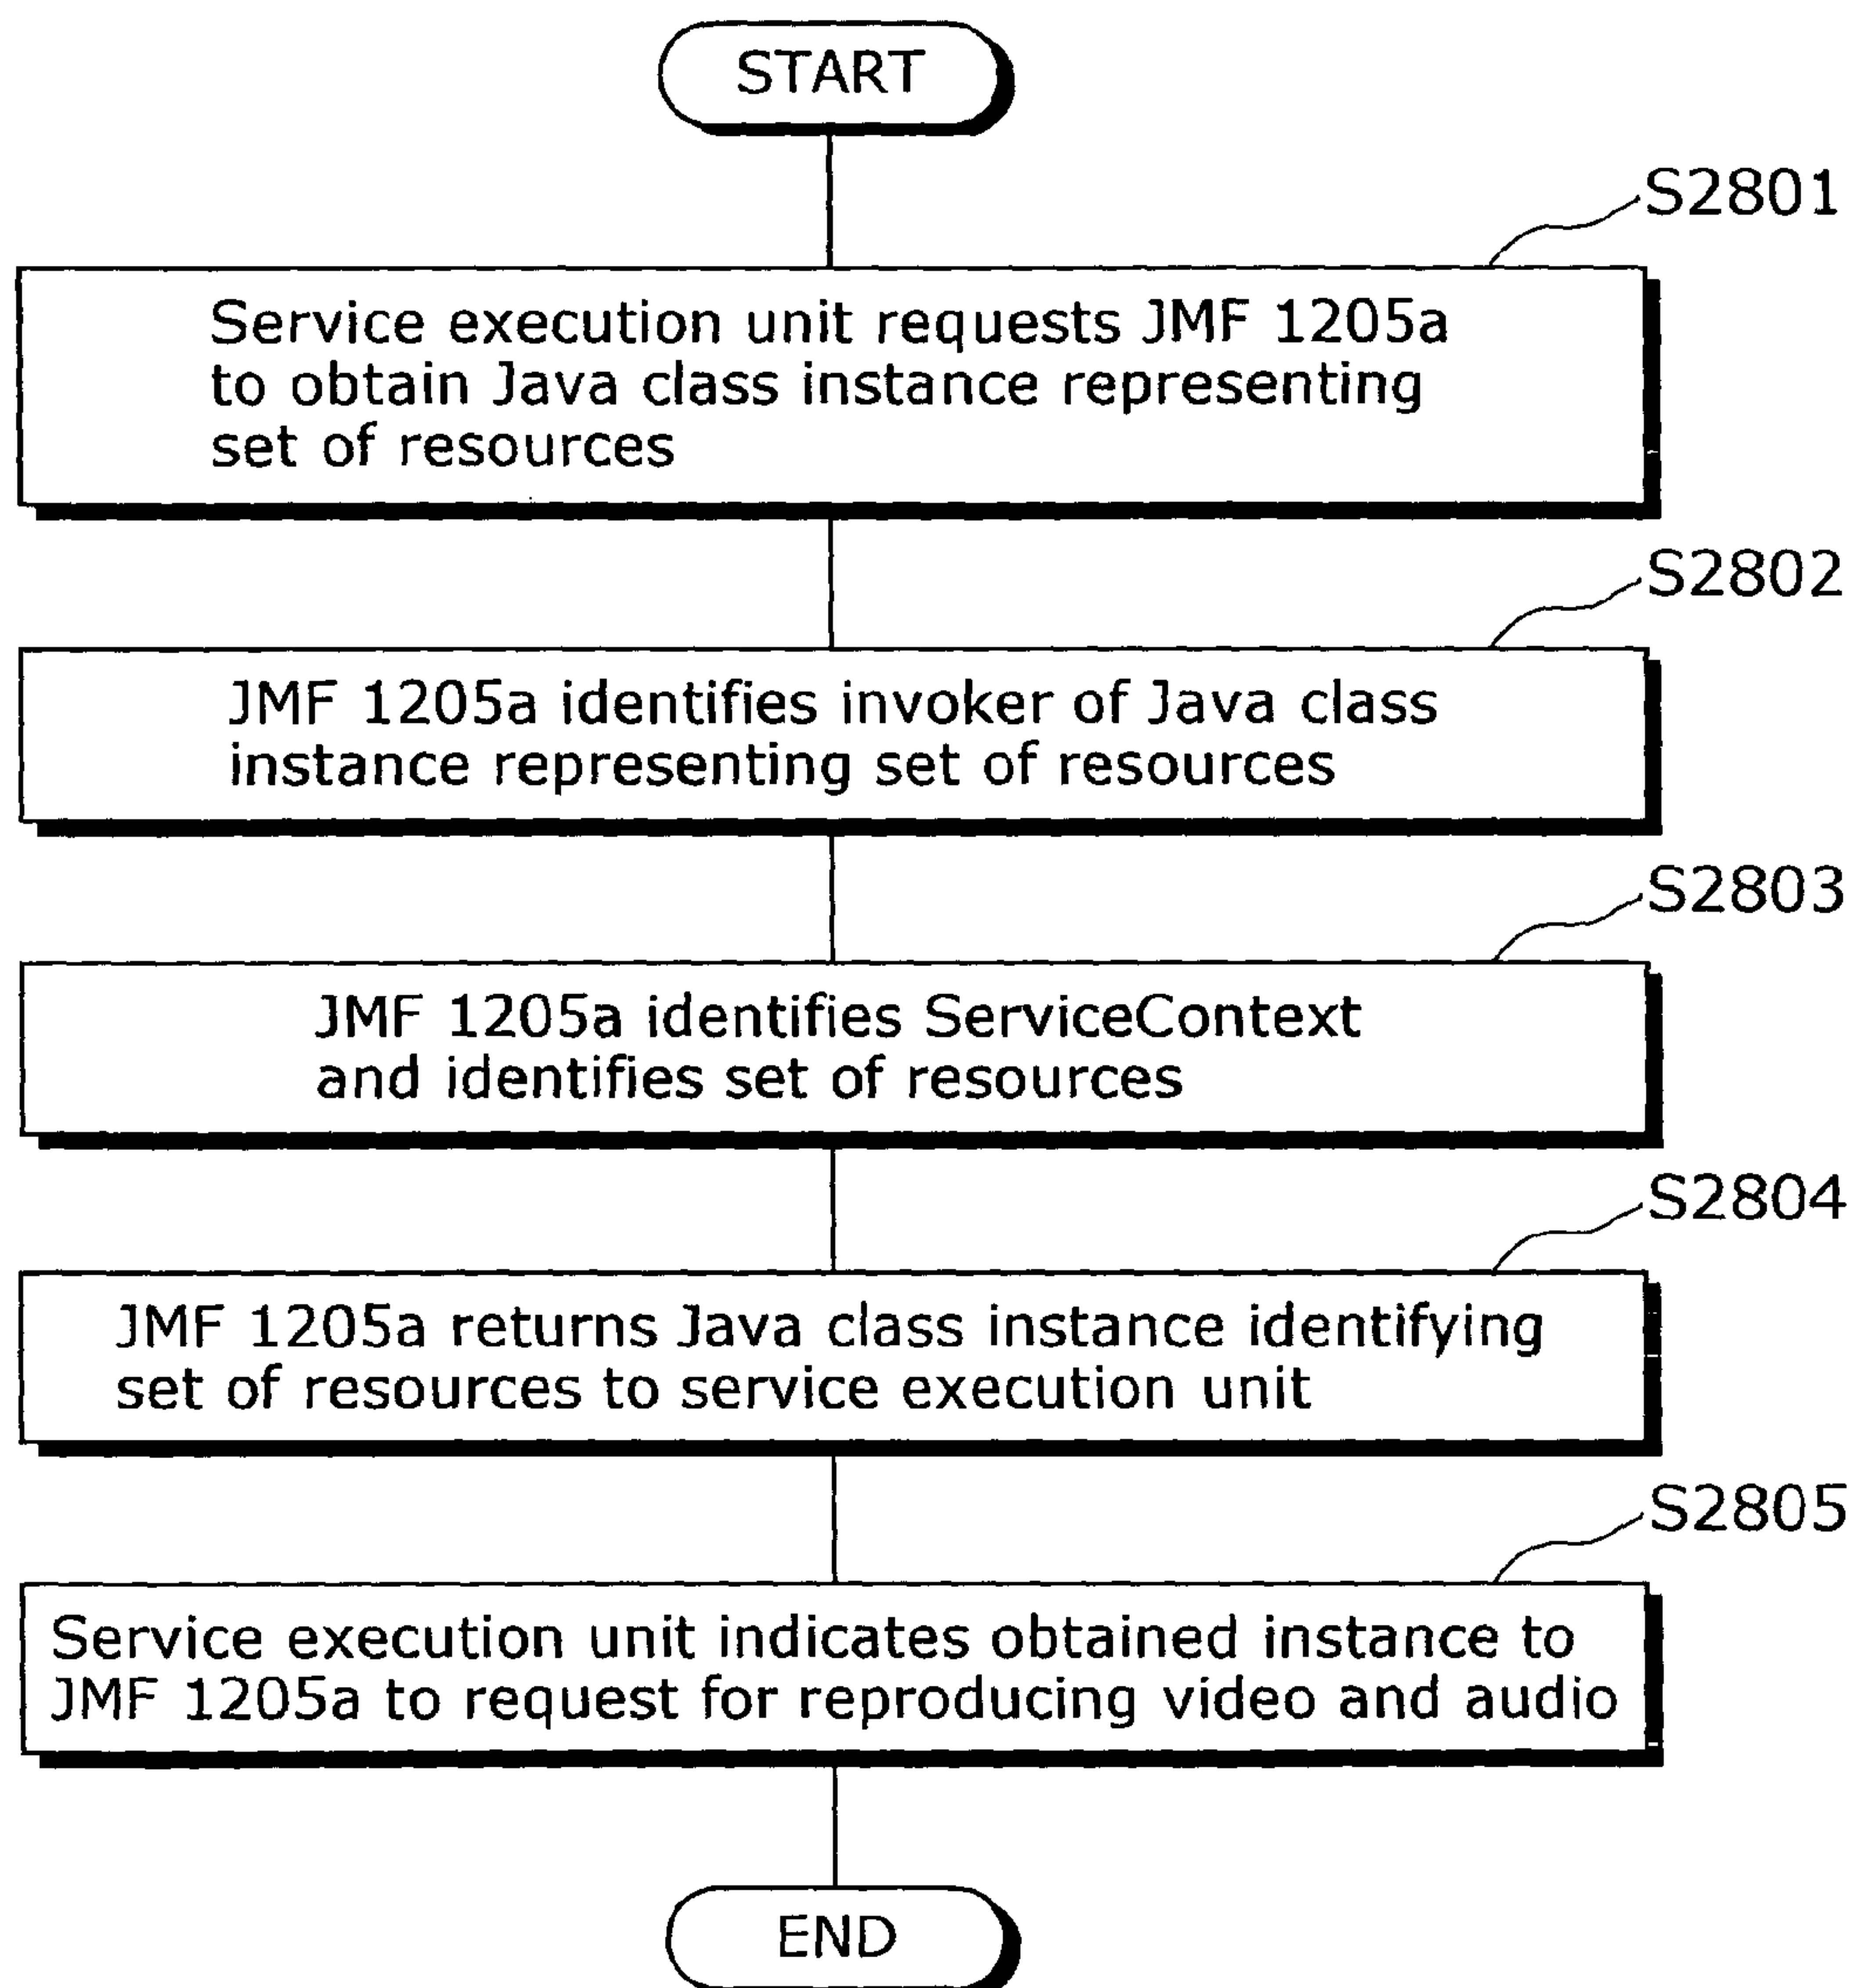 START
S2801
Service execution unit requests JMF 1205a
to obtain Java class instance representing
set of resources
S2802
JMF 1205a identifies invoker of Java class
instance representing set of resources
S2803
JMF 1205a identifies ServiceContext
and identifies set of resources
S2804
JMF 1205a returns Java class instance identifying
set of resources to service execution unit
S2805
Service execution unit indicates obtained instance to
JMF 1205a to request for reproducing video and audio
END